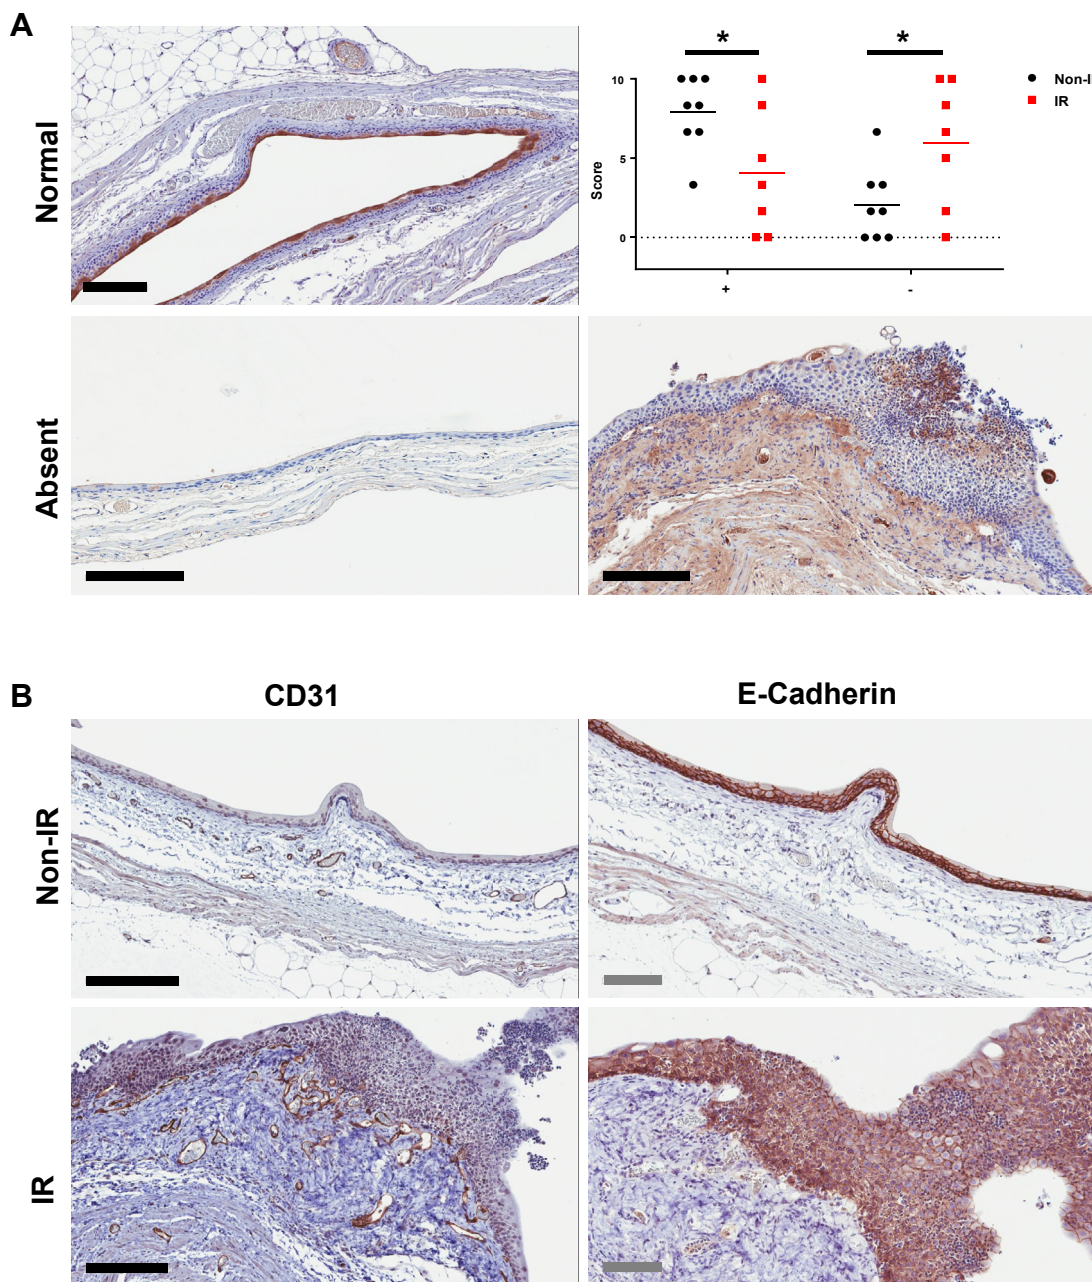 A
Normal
*
*
10
5
0
Score
+
-
Non-I
IR
Absent
B
CD31
E-Cadherin
Non-IR
IR